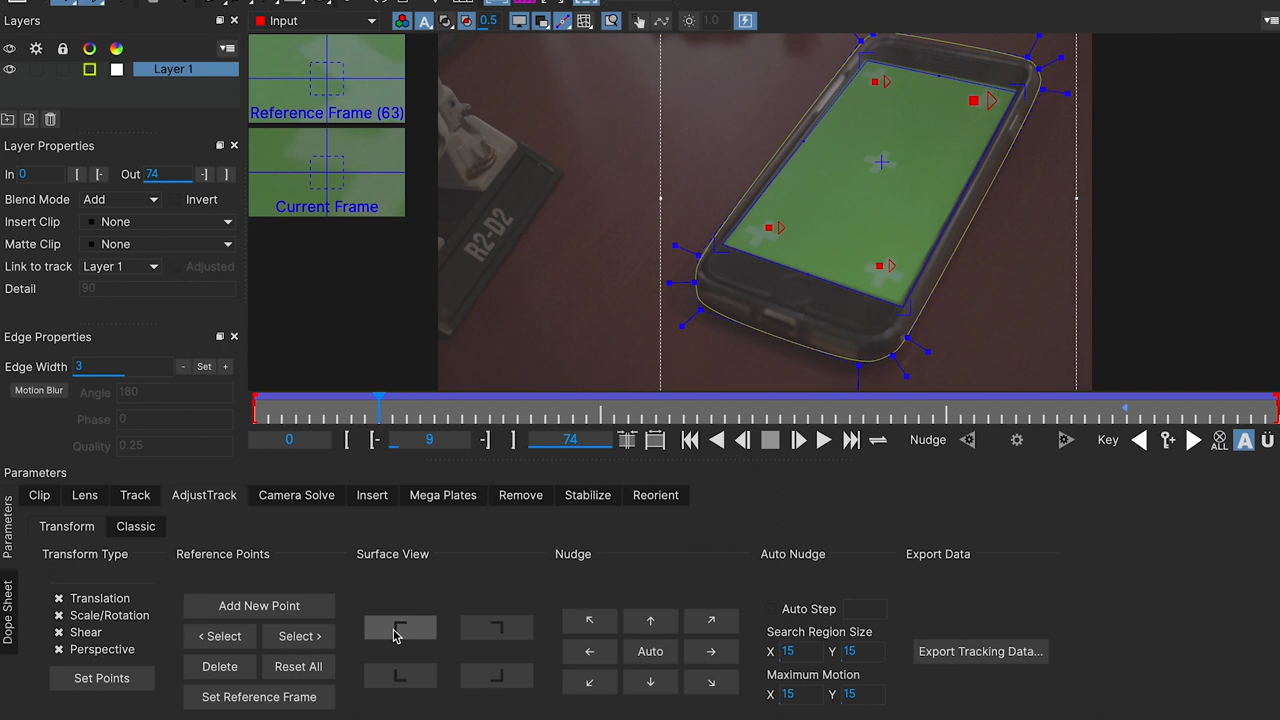 Layers
Input
A
0.5
1.0
Layer 1
Reference Frame (63)
Current Frame
R2-D2
Layer Properties
In 0 [ [- Out 74 -] ]
Blend Mode Add Invert
Insert Clip None
Matte Clip None
Link to track Layer 1 Adjusted
Detail 90
Edge Properties
Edge Width 3 - Set +
Motion Blur Angle 180
Phase 0
Quality 0.25
0 [ [- 9 -] ] 74 Nudge Key ALL A Ü
Parameters
Clip Lens Track AdjustTrack Camera Solve Insert Mega Plates Remove Stabilize Reorient
Parameters
Dope Sheet
Transform Classic
Transform Type Reference Points Surface View Nudge Auto Nudge Export Data
Translation
Scale/Rotation
Shear
Perspective
Set Points
Add New Point
< Select Select >
Delete Reset All
Set Reference Frame
Auto
Auto Step
Search Region Size
X 15 Y 15
Maximum Motion
X 15 Y 15
Export Tracking Data...